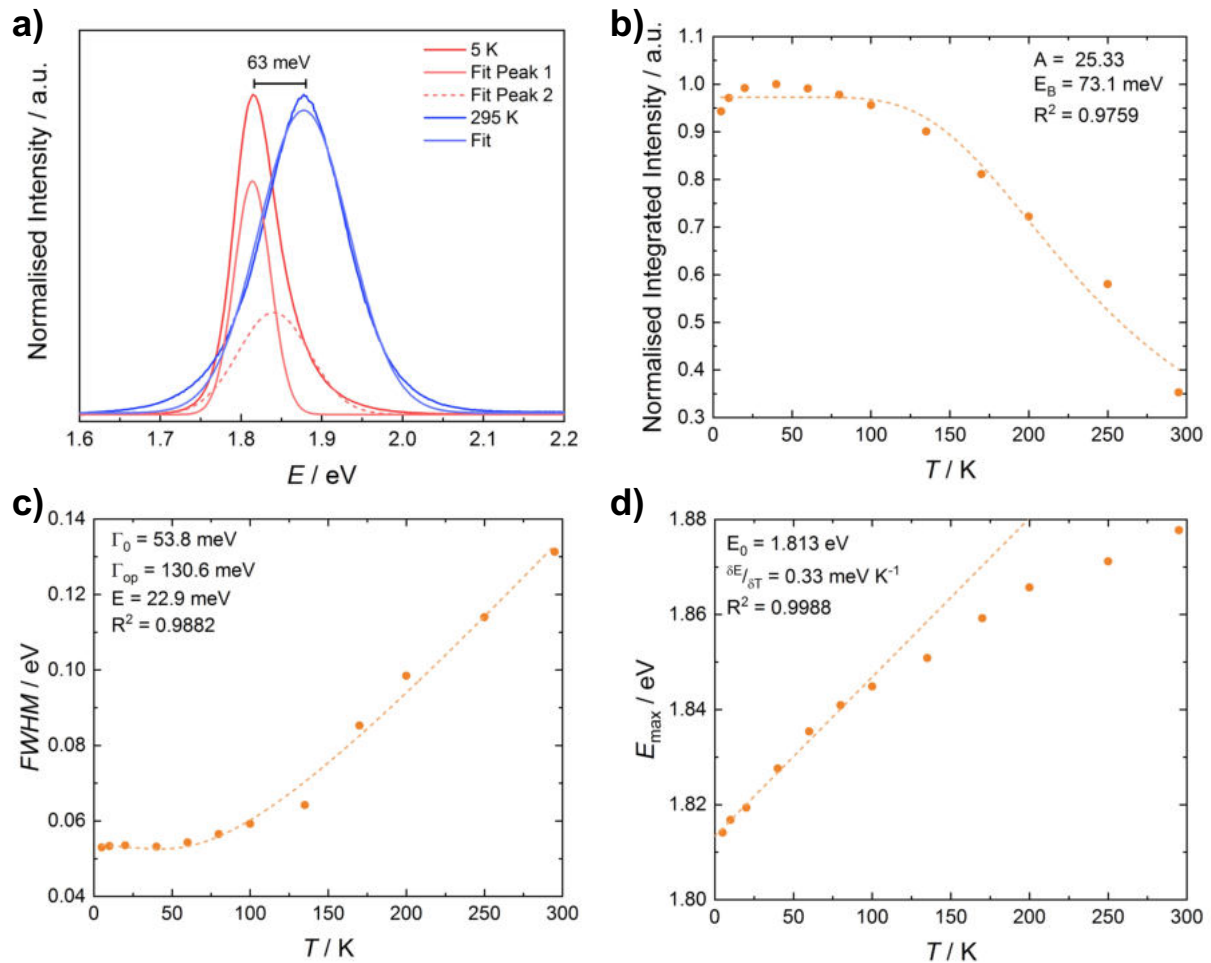 a)
Normalised Intensity / a.u.
63 meV
5 K
Fit Peak 1
Fit Peak 2
295 K
Fit
1.6 1.7 1.8 1.9 2.0 2.1 2.2
E / eV
b)
Normalised Integrated Intensity / a.u.
1.1
1.0
0.9
0.8
0.7
0.6
0.5
0.4
0.3
A = 25.33
E_B = 73.1 meV
R² = 0.9759
0 50 100 150 200 250 300
T / K
c)
FWHM / eV
0.14
0.12
0.10
0.08
0.06
0.04
Γ₀ = 53.8 meV
Γ_op = 130.6 meV
E = 22.9 meV
R² = 0.9882
0 50 100 150 200 250 300
T / K
d)
E_max / eV
1.88
1.86
1.84
1.82
1.80
E₀ = 1.813 eV
δE/δT = 0.33 meV K⁻¹
R² = 0.9988
0 50 100 150 200 250 300
T / K